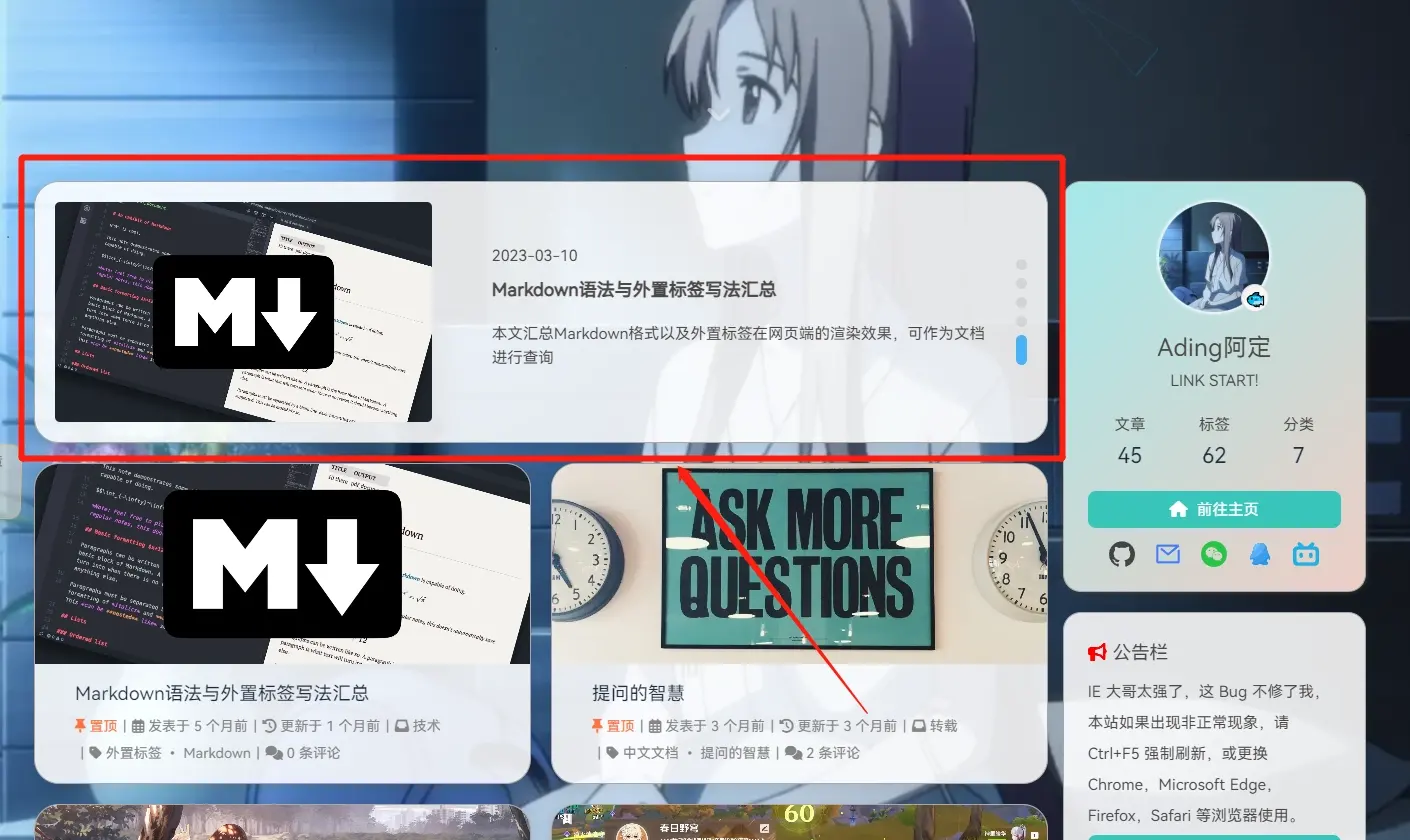 2023-03-10
Markdown语法与外置标签写法汇总
本文汇总Markdown格式以及外置标签在网页端的渲染效果，可作为文档
进行查询
M
Markdown语法与外置标签写法汇总
置顶 | 发表于 5 个月前 | 更新于 1 个月前 | 技术
| 外置标签 • Markdown | 0 条评论
M
ASK MORE
QUESTIONS
提问的智慧
置顶 | 发表于 3 个月前 | 更新于 3 个月前 | 转载
| 中文文档 • 提问的智慧 | 2 条评论
60
春日野穹
Ading阿定
LINK START!
文章 标签 分类
45 62 7
前往主页
公告栏
IE 大哥太强了，这 Bug 不修了我，
本站如果出现非正常现象，请
Ctrl+F5 强制刷新，或更换
Chrome，Microsoft Edge，
Firefox，Safari 等浏览器使用。